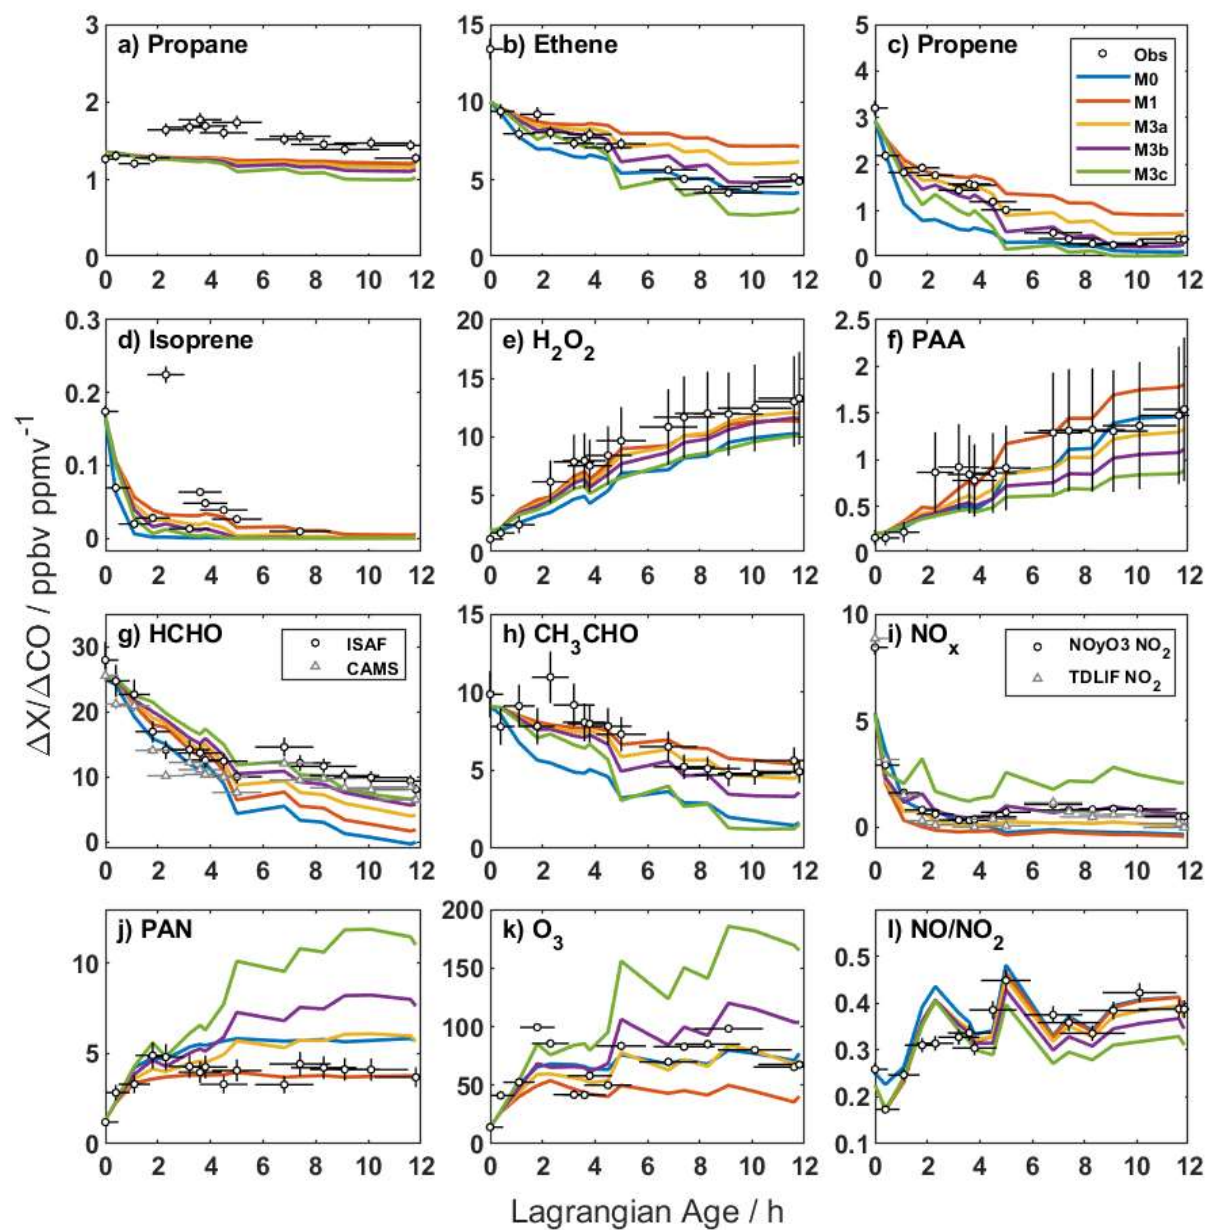 a) Propane
3
2
1
0
0 2 4 6 8 10 12
b) Ethene
15
10
5
0
0 2 4 6 8 10 12
c) Propene
5
4
3
2
1
0
0 2 4 6 8 10 12
Obs
M0
M1
M3a
M3b
M3c
d) Isoprene
0.3
0.2
0.1
0
0 2 4 6 8 10 12
e) H₂O₂
20
15
10
5
0
0 2 4 6 8 10 12
f) PAA
2.5
2
1.5
1
0.5
0
0 2 4 6 8 10 12
ΔX/ΔCO / ppbv ppmv⁻¹
g) HCHO
30
20
10
0
0 2 4 6 8 10 12
ISAF
CAMS
h) CH₃CHO
15
10
5
0
0 2 4 6 8 10 12
i) NOₓ
10
5
0
0 2 4 6 8 10 12
NOyO3 NO₂
TDLIF NO₂
j) PAN
10
5
0
0 2 4 6 8 10 12
k) O₃
200
150
100
50
0
0 2 4 6 8 10 12
l) NO/NO₂
0.5
0.4
0.3
0.2
0.1
0 2 4 6 8 10 12
Lagrangian Age / h